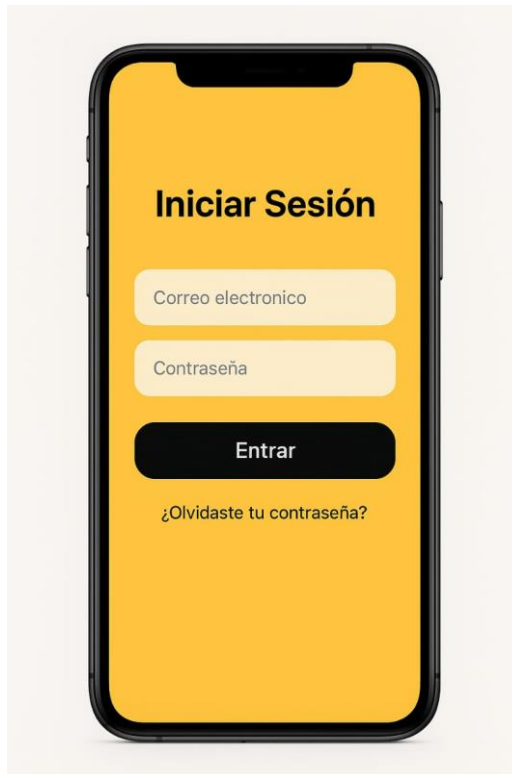 Iniciar Sesión
Correo electronico
Contraseña
Entrar
¿Olvidaste tu contraseña?